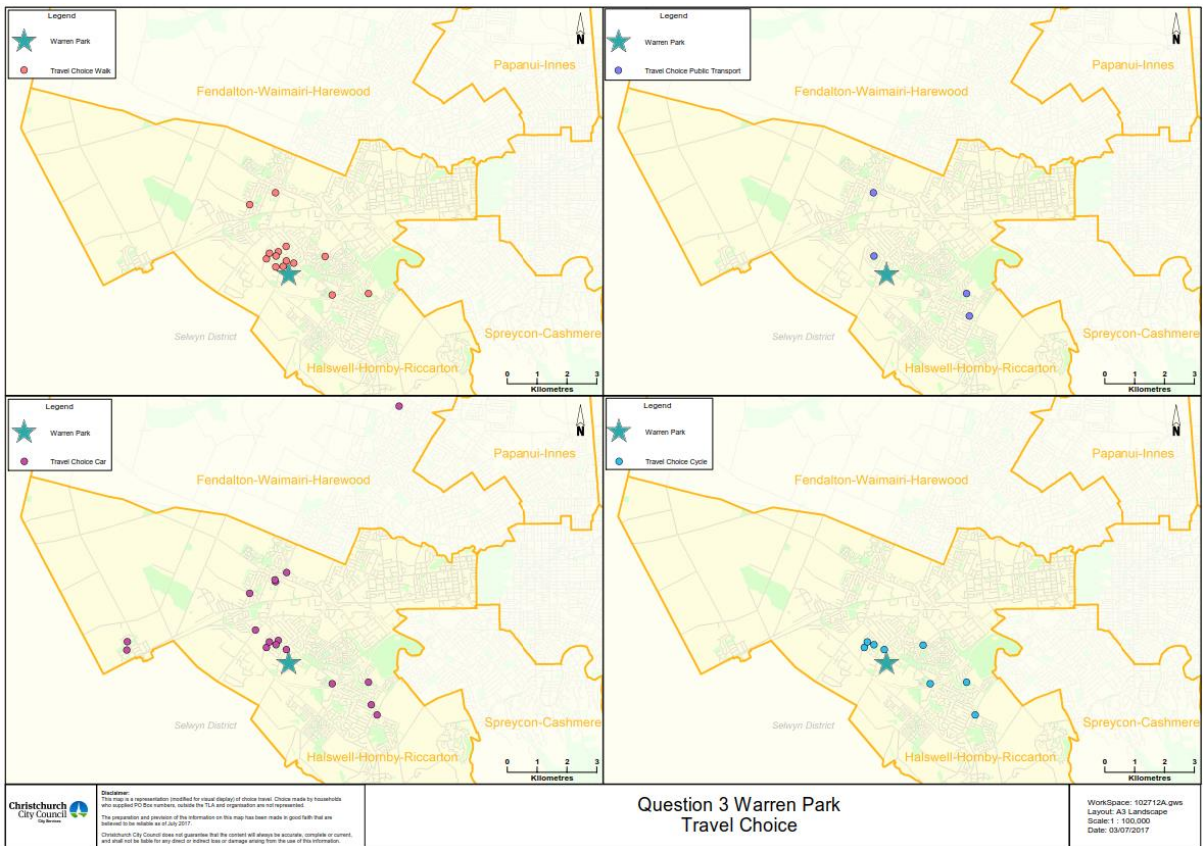 Legend
Warren Park
Travel Choice Walk
N
Papanui-Innes
Fendalton-Waimairi-Harewood
Selwyn District
Spreycon-Cashmere
Halswell-Hornby-Riccarton
0 1 2 3
Kilometres
Legend
Warren Park
Travel Choice Public Transport
N
Papanui-Innes
Fendalton-Waimairi-Harewood
Selwyn District
Spreycon-Cashmere
Halswell-Hornby-Riccarton
0 1 2 3
Kilometres
Legend
Warren Park
Travel Choice Car
N
Papanui-Innes
Fendalton-Waimairi-Harewood
Selwyn District
Spreycon-Cashmere
Halswell-Hornby-Riccarton
0 1 2 3
Kilometres
Legend
Warren Park
Travel Choice Cycle
N
Papanui-Innes
Fendalton-Waimairi-Harewood
Selwyn District
Spreycon-Cashmere
Halswell-Hornby-Riccarton
0 1 2 3
Kilometres
Christchurch
City Council
City Services
Disclaimer:
This map is a representation (modified for visual display) of choice travel. Choice made by households
who supplied PO Box numbers, outside the TLA and organisation are not represented.
The preparation and provision of the information on this map has been made in good faith that are
believed to be reliable as of July 2017.
Christchurch City Council does not guarantee that the content will always be accurate, complete or current,
and shall not be liable for any direct or indirect loss or damage arising from the use of this information.
Question 3 Warren Park
Travel Choice
WorkSpace: 102712A.gws
Layout: A3 Landscape
Scale:1 : 100,000
Date: 03/07/2017